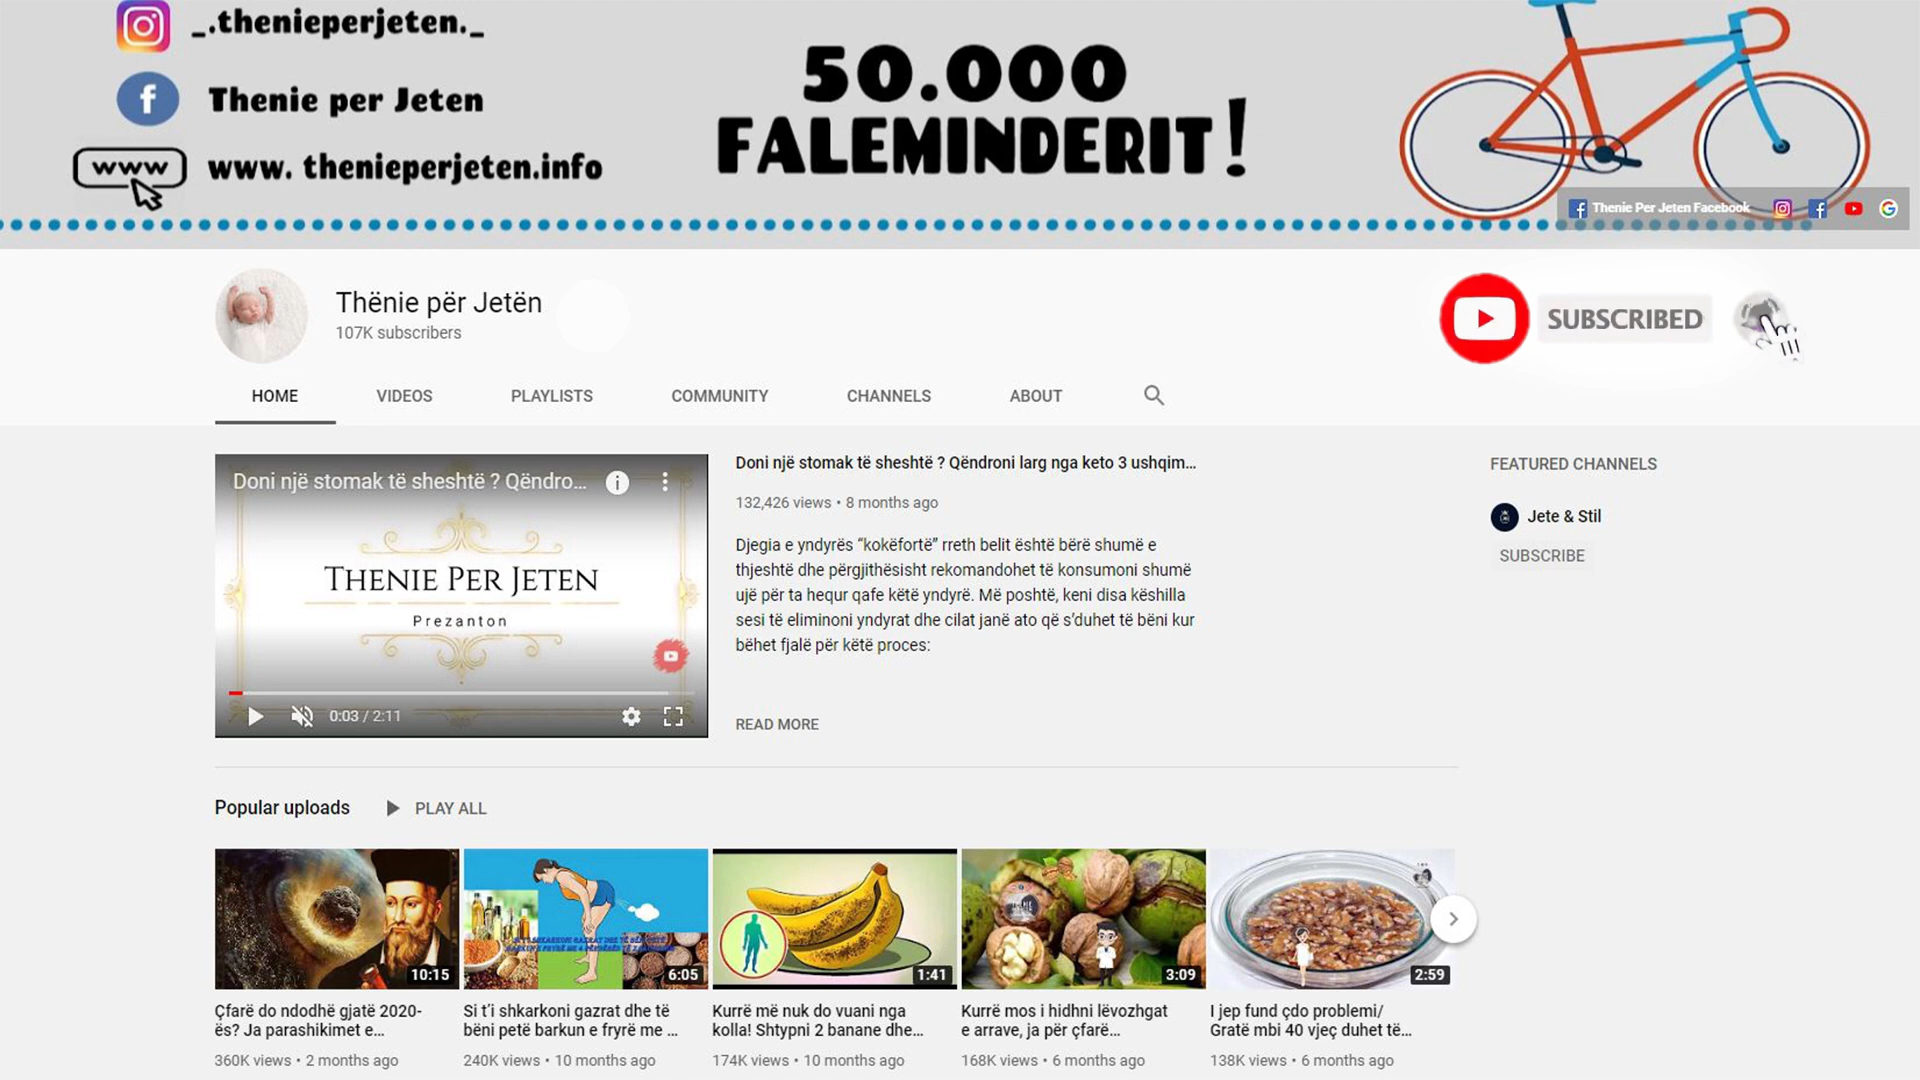 _.thenieperjeten._
Thenie per Jeten
www
www. thenieperjeten.info
50.000
FALEMINDERIT!
Thenie Per Jeten Facebook
Thënie për Jetën
107K subscribers
SUBSCRIBED
HOME VIDEOS PLAYLISTS COMMUNITY CHANNELS ABOUT
Doni një stomak të sheshtë ? Qëndro...
THENIE PER JETEN
Prezanton
0:03 / 2:11
Doni një stomak të sheshtë ? Qëndroni larg nga keto 3 ushqim...
132,426 views • 8 months ago
Djegia e yndyrës “kokëfortë” rreth belit është bërë shumë e
thjeshtë dhe përgjithësisht rekomandohet të konsumoni shumë
ujë për ta hequr qafe këtë yndyrë. Më poshtë, keni disa këshilla
sesi të eliminoni yndyrat dhe cilat janë ato që s’duhet të bëni kur
bëhet fjalë për këtë proces:
READ MORE
FEATURED CHANNELS
Jete & Stil
SUBSCRIBE
Popular uploads PLAY ALL
10:15
Çfarë do ndodhë gjatë 2020-
ës? Ja parashikimet e...
360K views • 2 months ago
6:05
Si t’i shkarkoni gazrat dhe të
bëni petë barkun e fryrë me ...
240K views • 10 months ago
1:41
Kurrë më nuk do vuani nga
kolla! Shtypni 2 banane dhe...
174K views • 10 months ago
3:09
Kurrë mos i hidhni lëvozhgat
e arrave, ja për çfarë...
168K views • 6 months ago
2:59
I jep fund çdo problemi/
Gratë mbi 40 vjeç duhet të...
138K views • 6 months ago